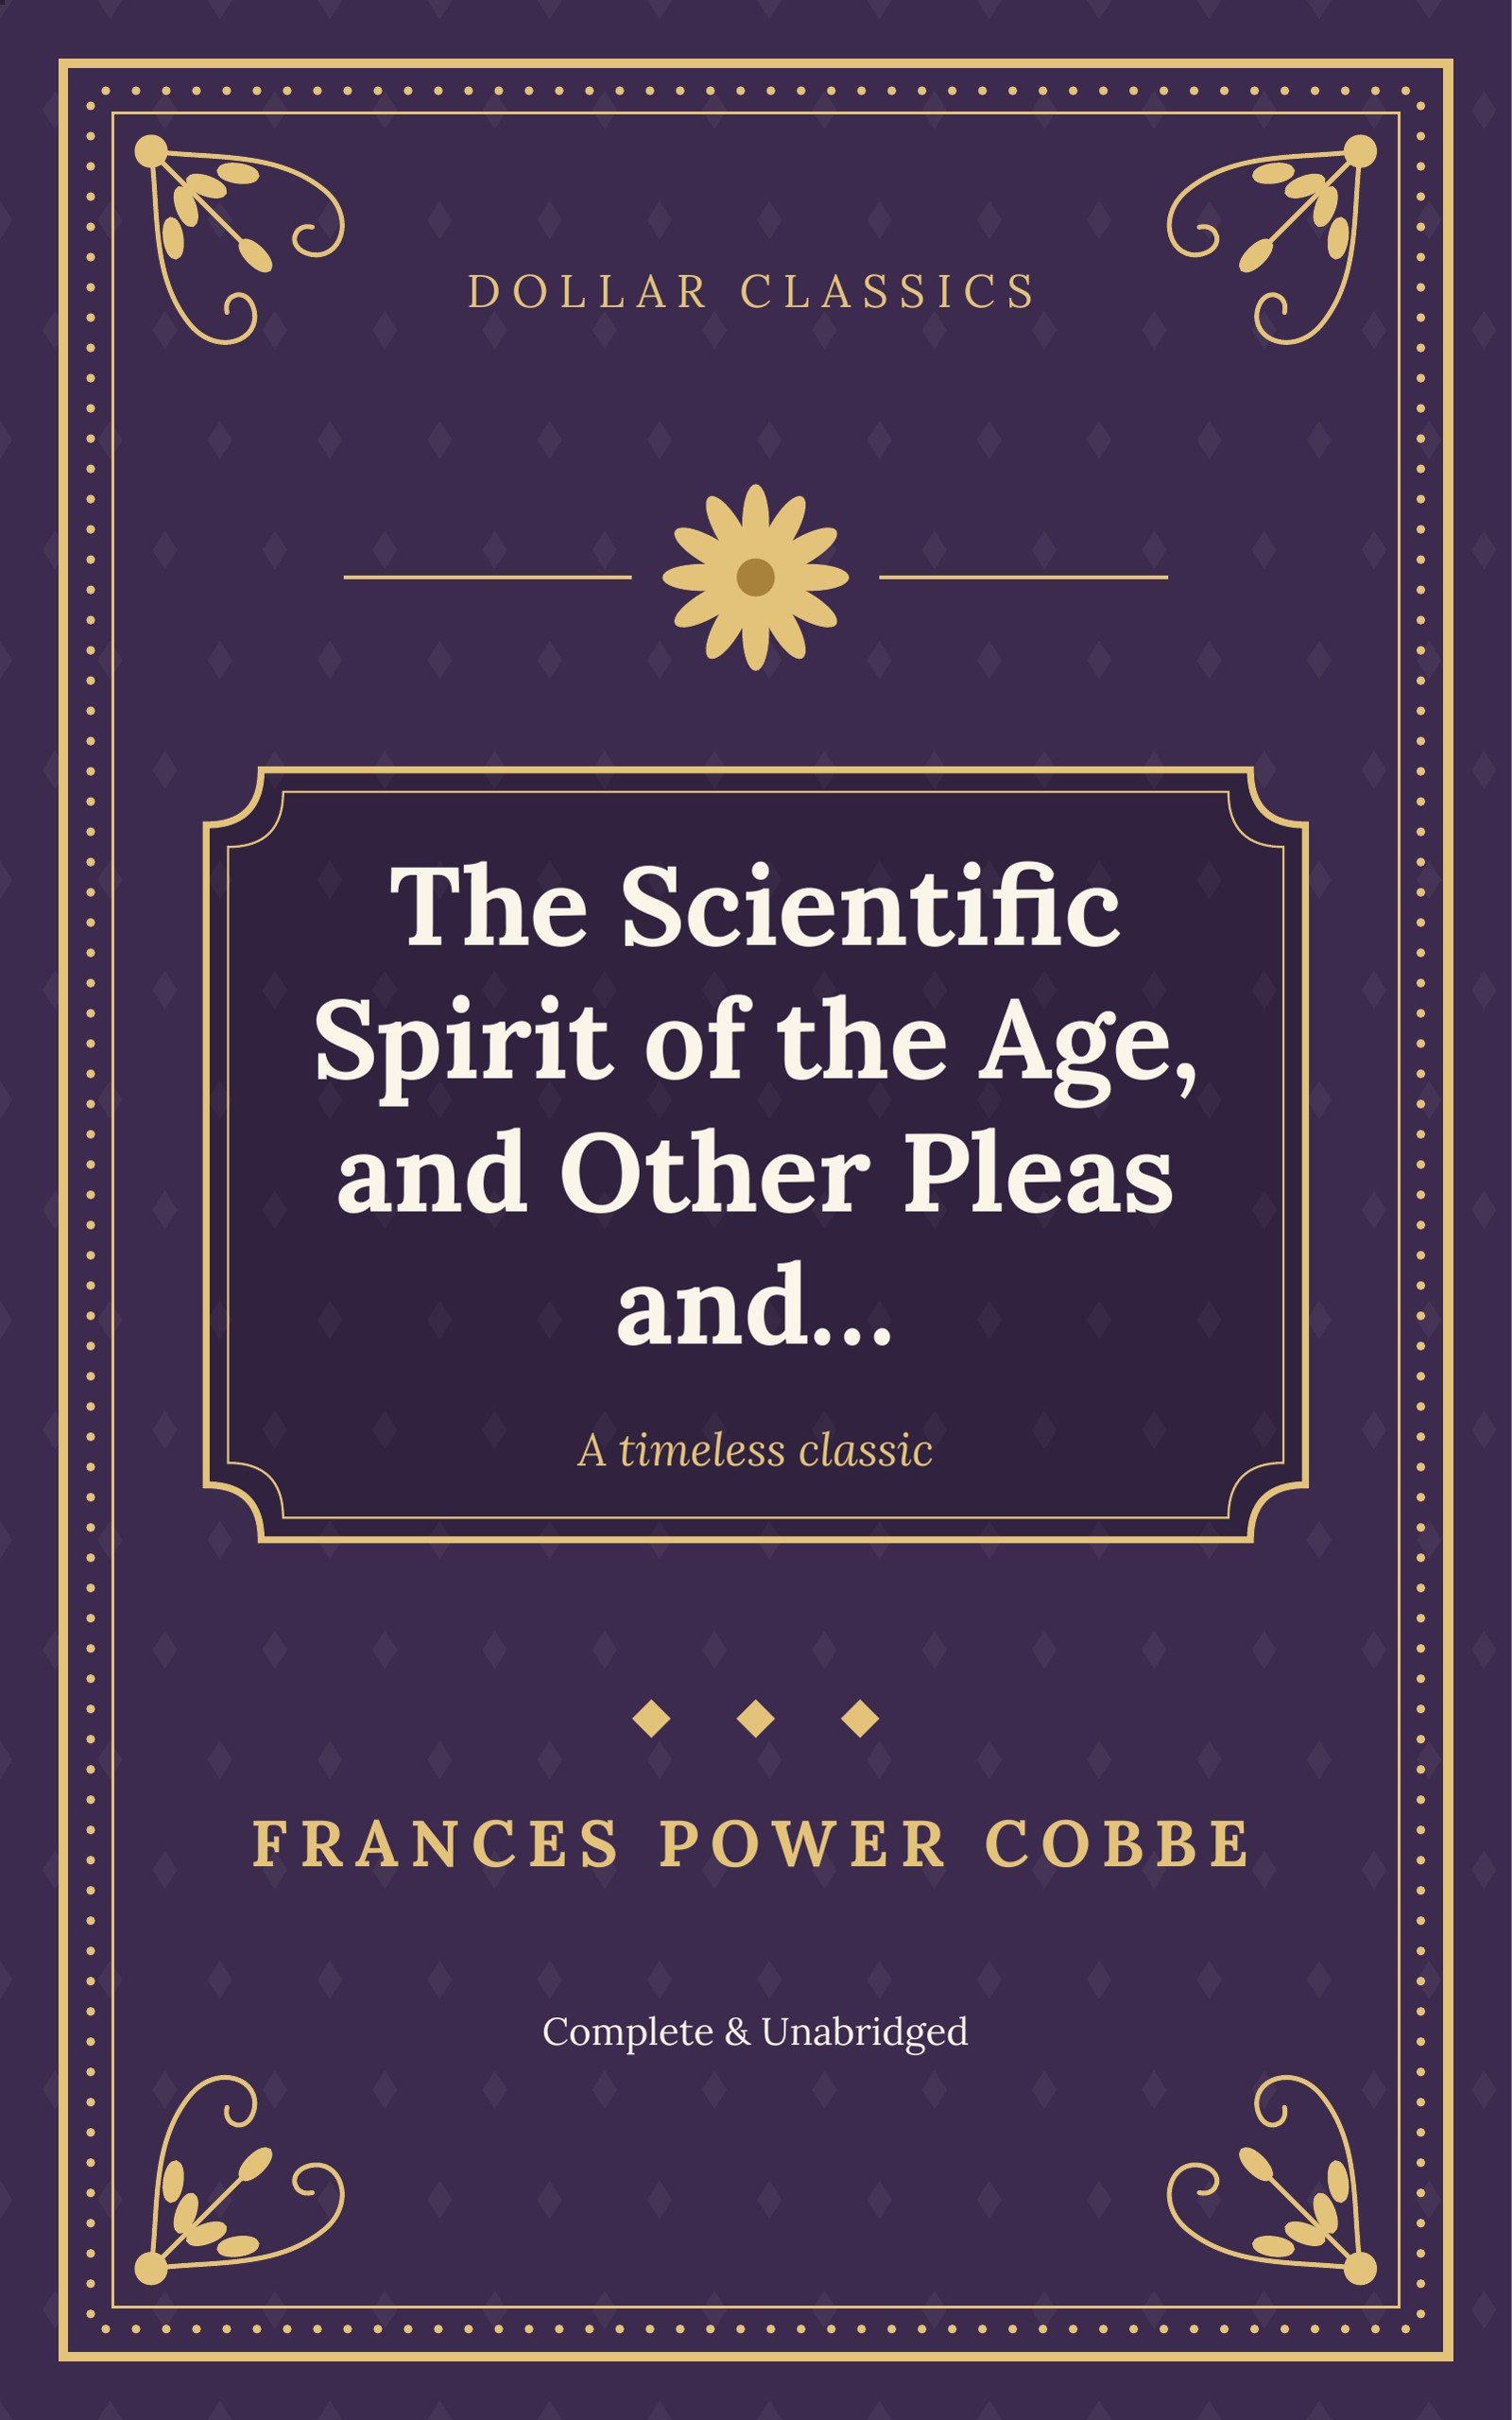 DOLLAR CLASSICS
The Scientific
Spirit of the Age,
and Other Pleas
and...
A timeless classic
FRANCES POWER COBBE
Complete & Unabridged